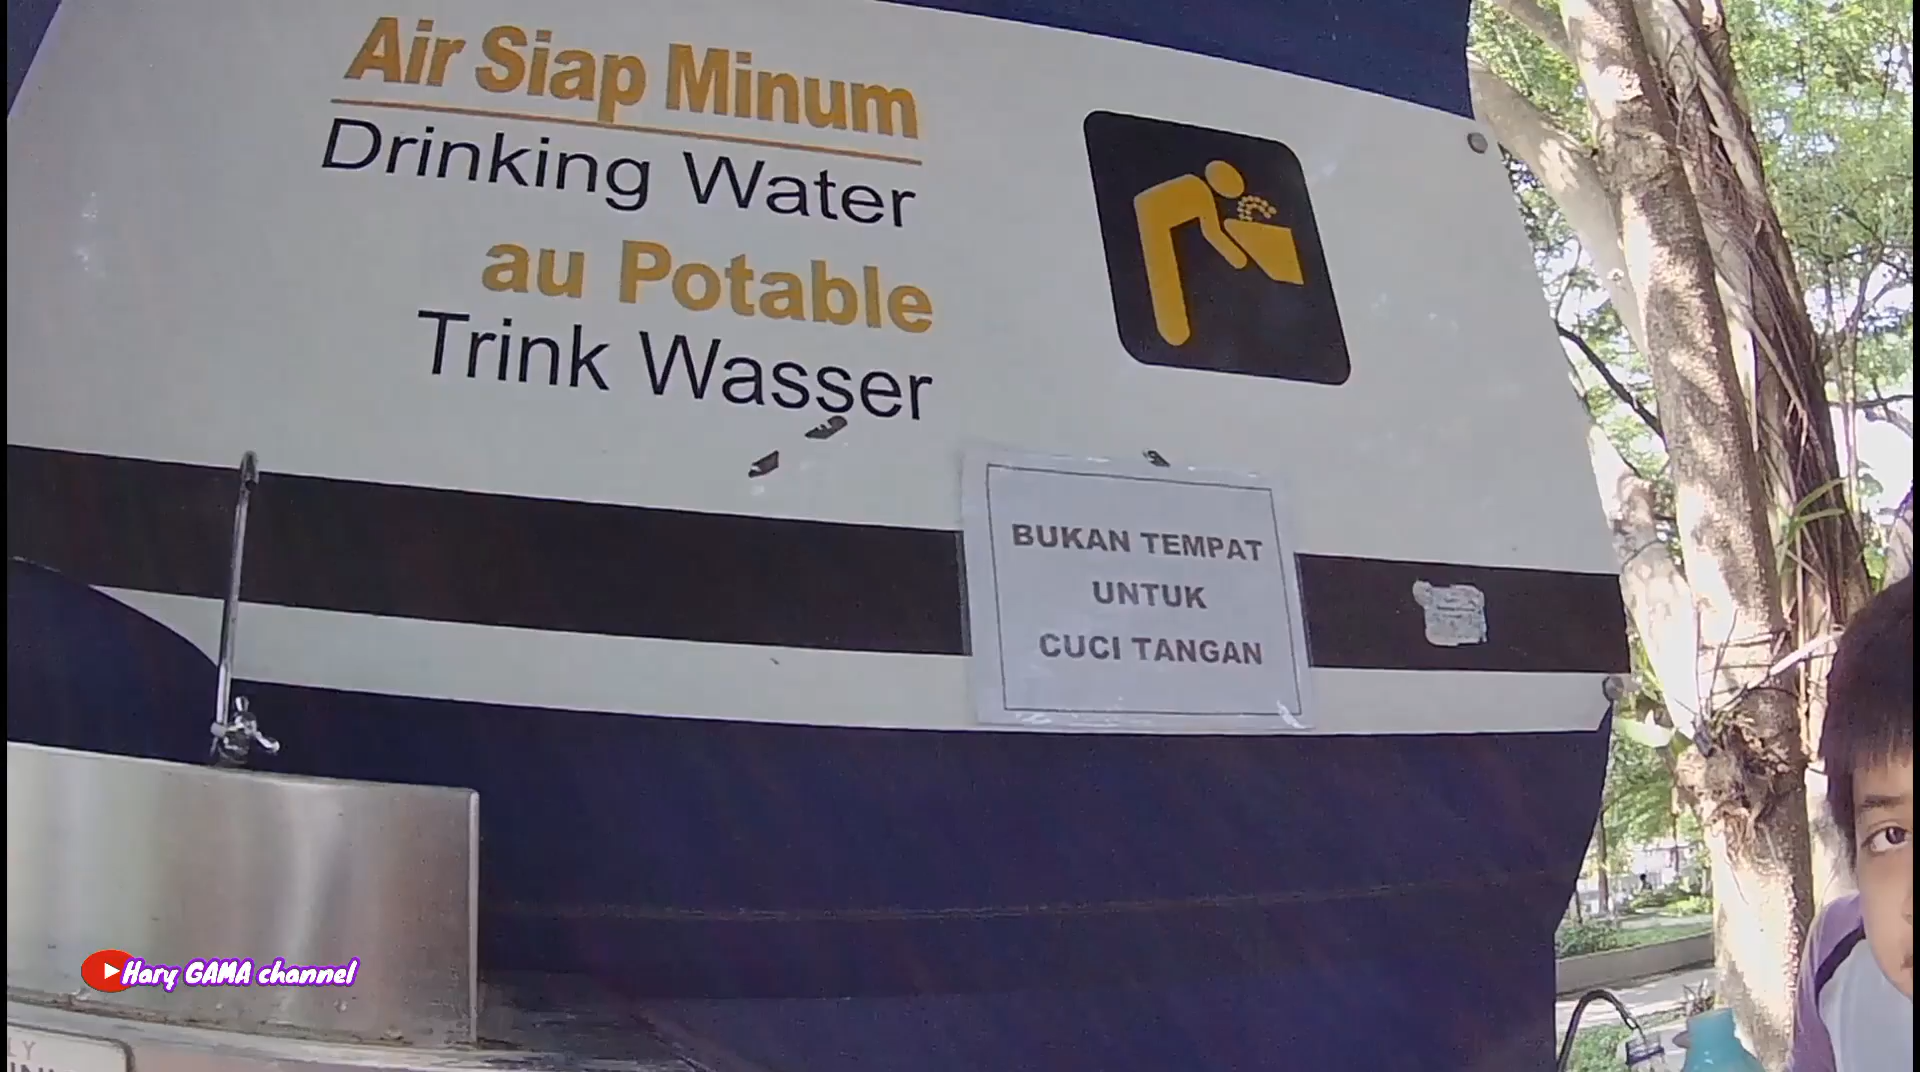 Air Siap Minum
Drinking Water
au Potable
Trink Wasser
BUKAN TEMPAT
UNTUK
CUCI TANGAN
Hary GAMA channel